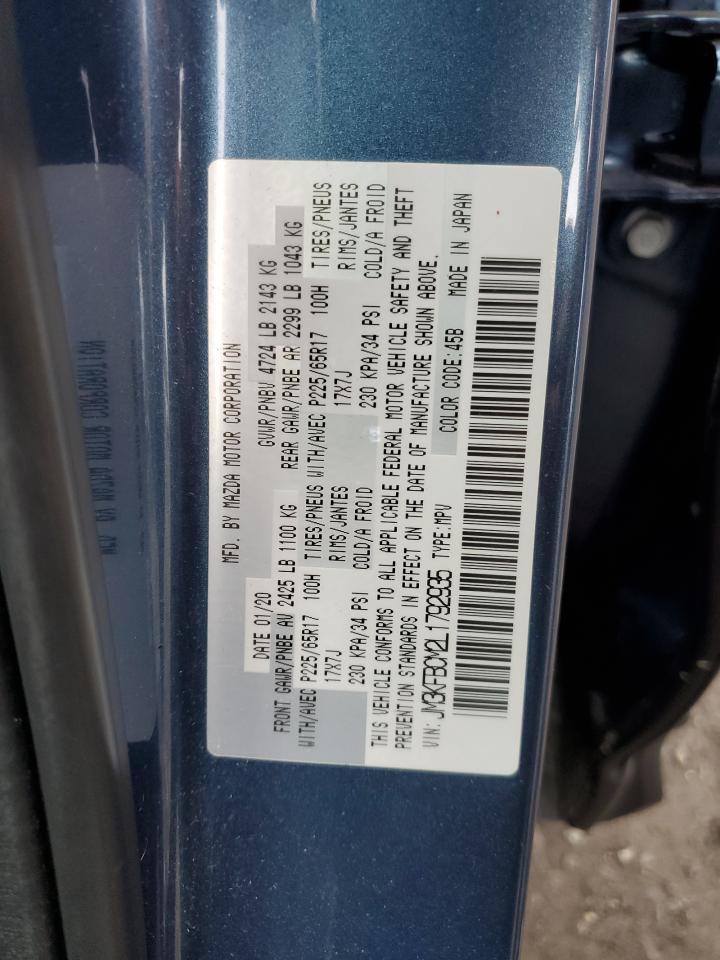 MFD. BY MAZDA MOTOR CORPORATION
DATE 01/20 GVWR/PNBV 4724 LB 2143 KG
FRONT GAWR/PNBE AV 2425 LB 1100 KG REAR GAWR/PNBE AR 2299 LB 1043 KG
WITH/AVEC P225/65R17 100H TIRES/PNEUS WITH/AVEC P225/65R17 100H TIRES/PNEUS
17X7J RIMS/JANTES 17X7J RIMS/JANTES
230 KPA/34 PSI COLD/A FROID 230 KPA/34 PSI COLD/A FROID
THIS VEHICLE CONFORMS TO ALL APPLICABLE FEDERAL MOTOR VEHICLE SAFETY AND THEFT
PREVENTION STANDARDS IN EFFECT ON THE DATE OF MANUFACTURE SHOWN ABOVE.
VIN: JM3KFBCM2L1792935 TYPE:MPV COLOR CODE:45B MADE IN JAPAN